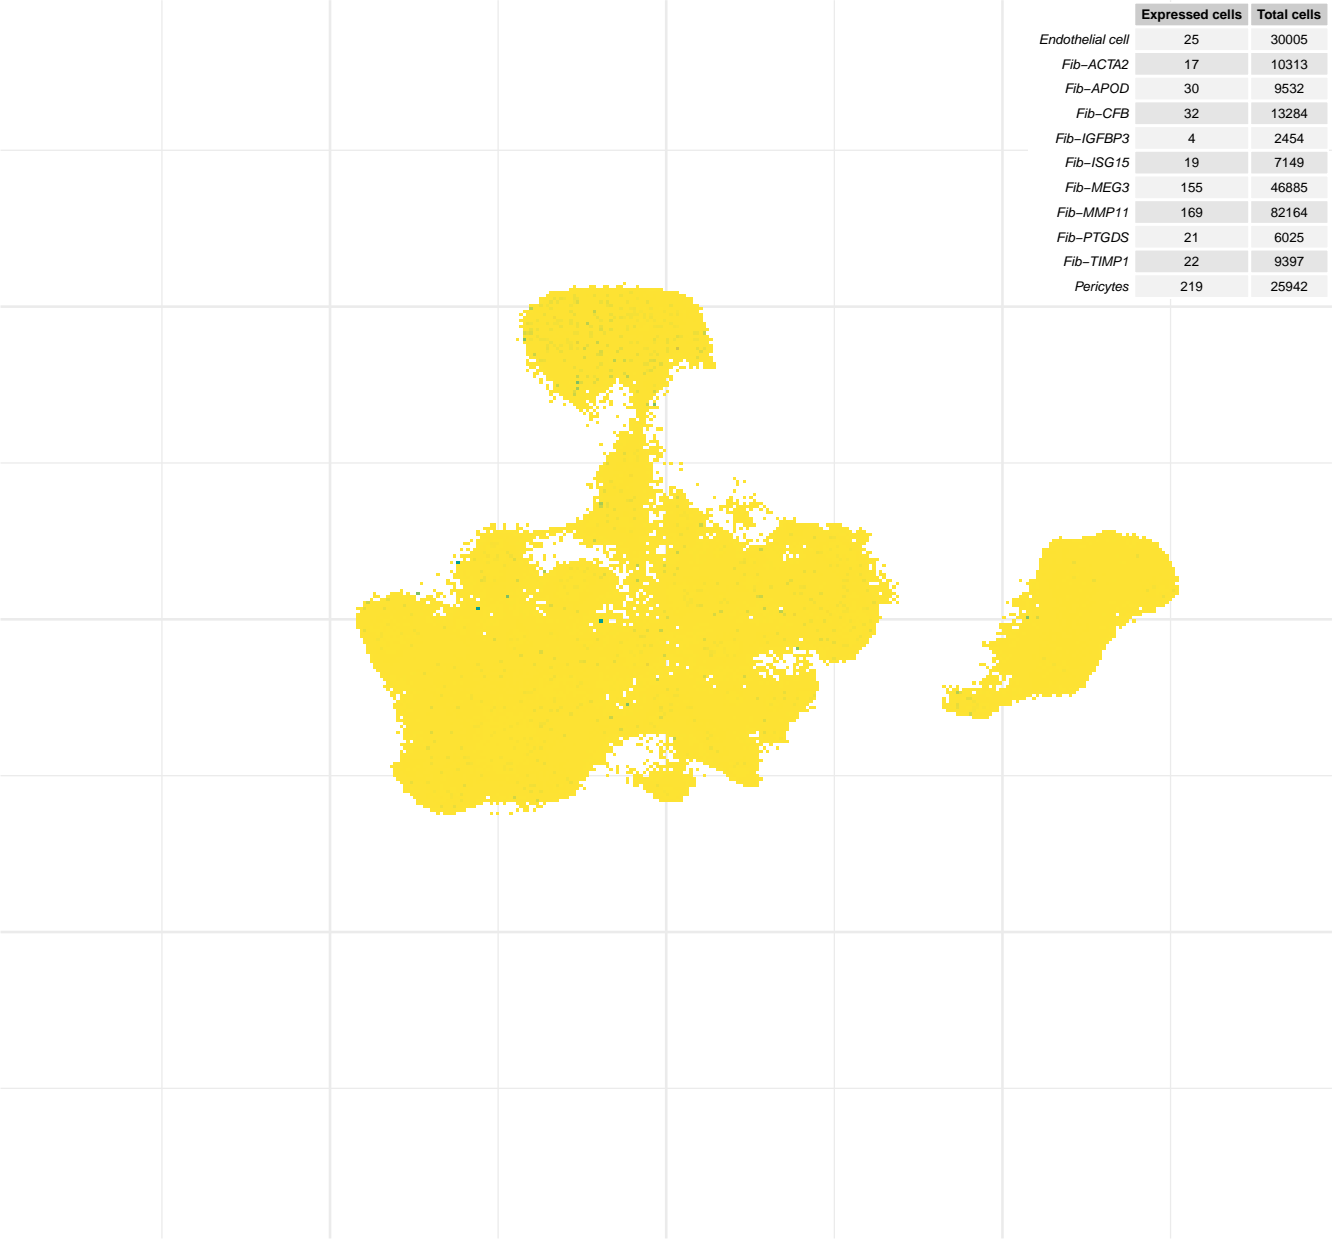 Expressed cells Total cells
Endothelial cell 25 30005
Fib−ACTA2 17 10313
Fib−APOD 30 9532
Fib−CFB 32 13284
Fib−IGFBP3 4 2454
Fib−ISG15 19 7149
Fib−MEG3 155 46885
Fib−MMP11 169 82164
Fib−PTGDS 21 6025
Fib−TIMP1 22 9397
Pericytes 219 25942